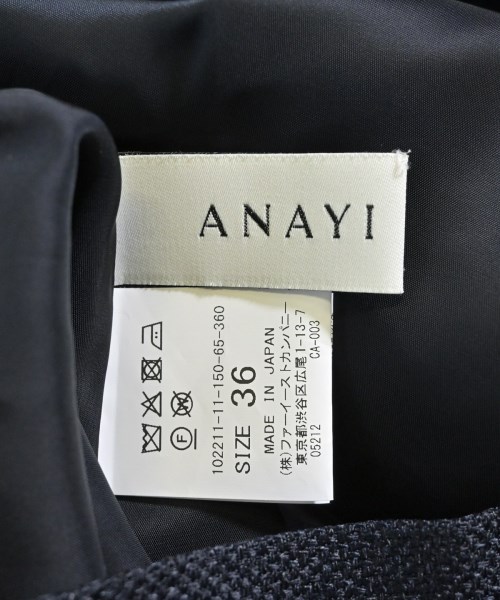 ANAYI
F
102211-11-150-65-360
SIZE 36
MADE IN JAPAN
(株)ファーイーストカンパニー
東京都渋谷区広尾1-13-7
05212 CA-003